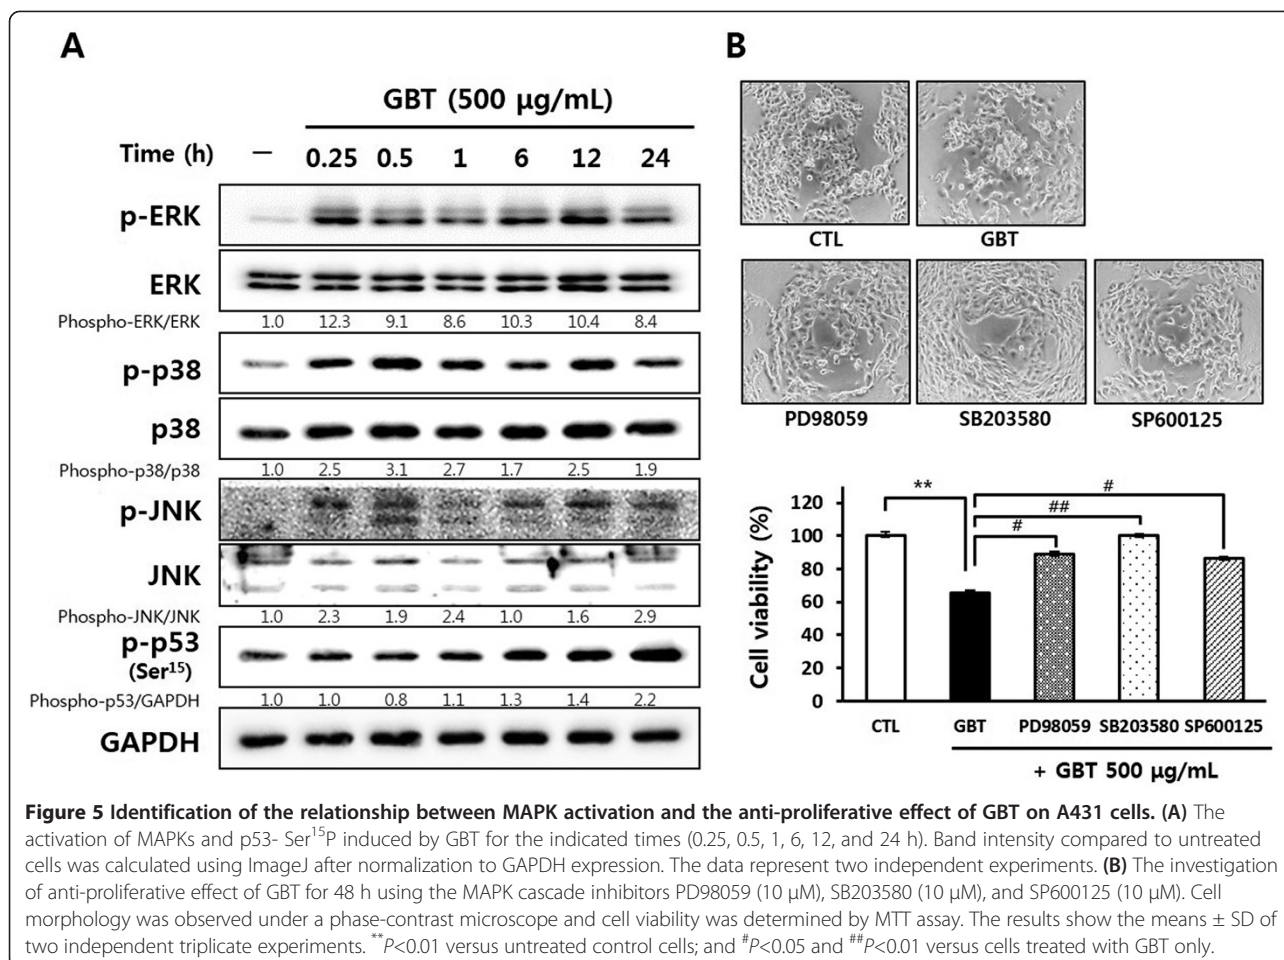 A
GBT (500 μg/mL)
Time (h) – 0.25 0.5 1 6 12 24
p-ERK
ERK
Phospho-ERK/ERK 1.0 12.3 9.1 8.6 10.3 10.4 8.4
p-p38
p38
Phospho-p38/p38 1.0 2.5 3.1 2.7 1.7 2.5 1.9
p-JNK
JNK
Phospho-JNK/JNK 1.0 2.3 1.9 2.4 1.0 1.6 2.9
p-p53
(Ser¹⁵)
Phospho-p53/GAPDH 1.0 1.0 0.8 1.1 1.3 1.4 2.2
GAPDH
B
CTL GBT
PD98059 SB203580 SP600125
Cell viability (%)
120
100
80
60
40
20
0
**
#
##
#
CTL GBT PD98059 SB203580 SP600125
+ GBT 500 μg/mL
Figure 5 Identification of the relationship between MAPK activation and the anti-proliferative effect of GBT on A431 cells. (A) The
activation of MAPKs and p53- Ser¹⁵P induced by GBT for the indicated times (0.25, 0.5, 1, 6, 12, and 24 h). Band intensity compared to untreated
cells was calculated using ImageJ after normalization to GAPDH expression. The data represent two independent experiments. (B) The investigation
of anti-proliferative effect of GBT for 48 h using the MAPK cascade inhibitors PD98059 (10 μM), SB203580 (10 μM), and SP600125 (10 μM). Cell
morphology was observed under a phase-contrast microscope and cell viability was determined by MTT assay. The results show the means ± SD of
two independent triplicate experiments. **P<0.01 versus untreated control cells; and #P<0.05 and ##P<0.01 versus cells treated with GBT only.